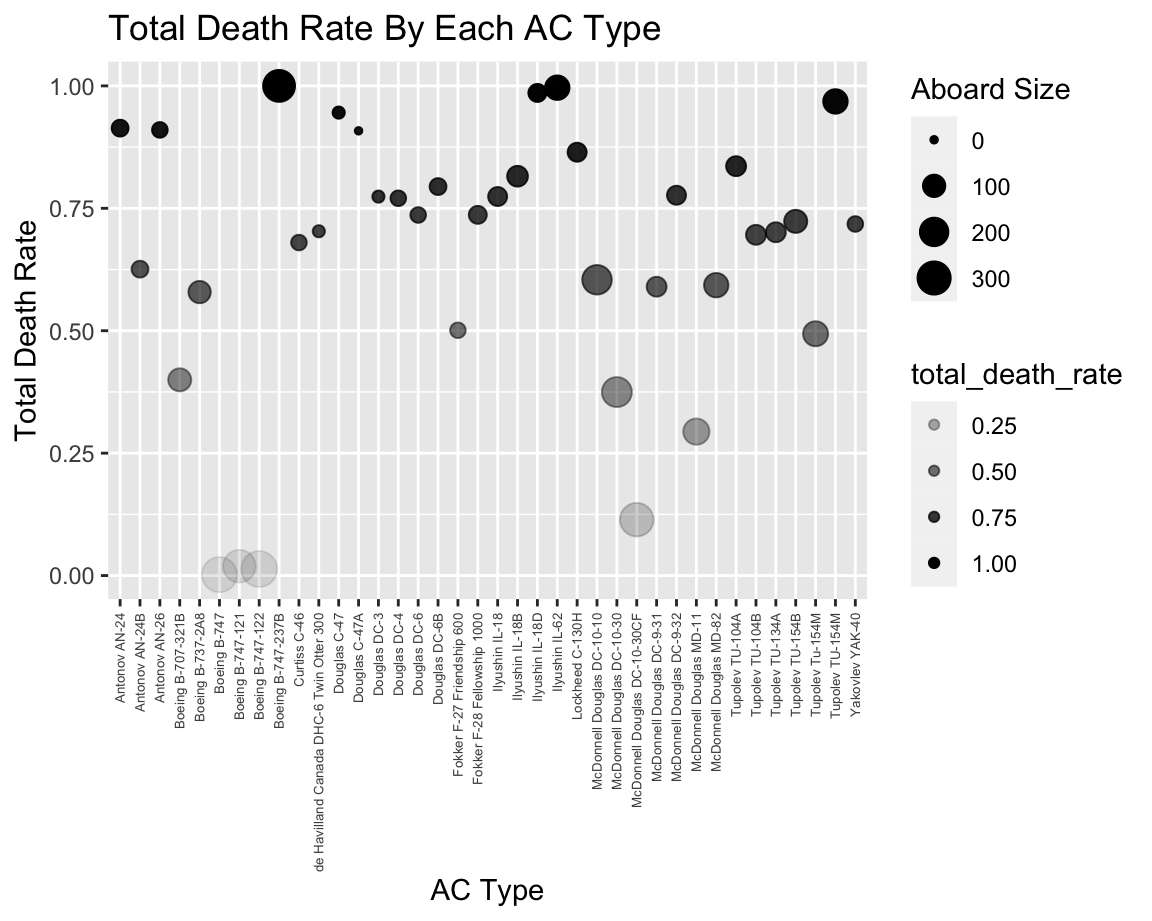 Total Death Rate By Each AC Type
Total Death Rate
1.00
0.75
0.50
0.25
0.00
Antonov AN-24
Antonov AN-24B
Antonov AN-26
Boeing B-707-321B
Boeing B-737-2A8
Boeing B-747
Boeing B-747-121
Boeing B-747-122
Boeing B-747-237B
Curtiss C-46
de Havilland Canada DHC-6 Twin Otter 300
Douglas C-47
Douglas C-47A
Douglas DC-3
Douglas DC-4
Douglas DC-6
Douglas DC-6B
Fokker F-27 Friendship 600
Fokker F-28 Fellowship 1000
Ilyushin IL-18
Ilyushin IL-18B
Ilyushin IL-18D
Ilyushin IL-62
Lockheed C-130H
McDonnell Douglas DC-10-10
McDonnell Douglas DC-10-30
McDonnell Douglas DC-10-30CF
McDonnell Douglas DC-9-31
McDonnell Douglas DC-9-32
McDonnell Douglas MD-11
McDonnell Douglas MD-82
Tupolev TU-104A
Tupolev TU-104B
Tupolev TU-134A
Tupolev TU-154B
Tupolev Tu-154M
Tupolev TU-154M
Yakovlev YAK-40
AC Type
Aboard Size
0
100
200
300
total_death_rate
0.25
0.50
0.75
1.00